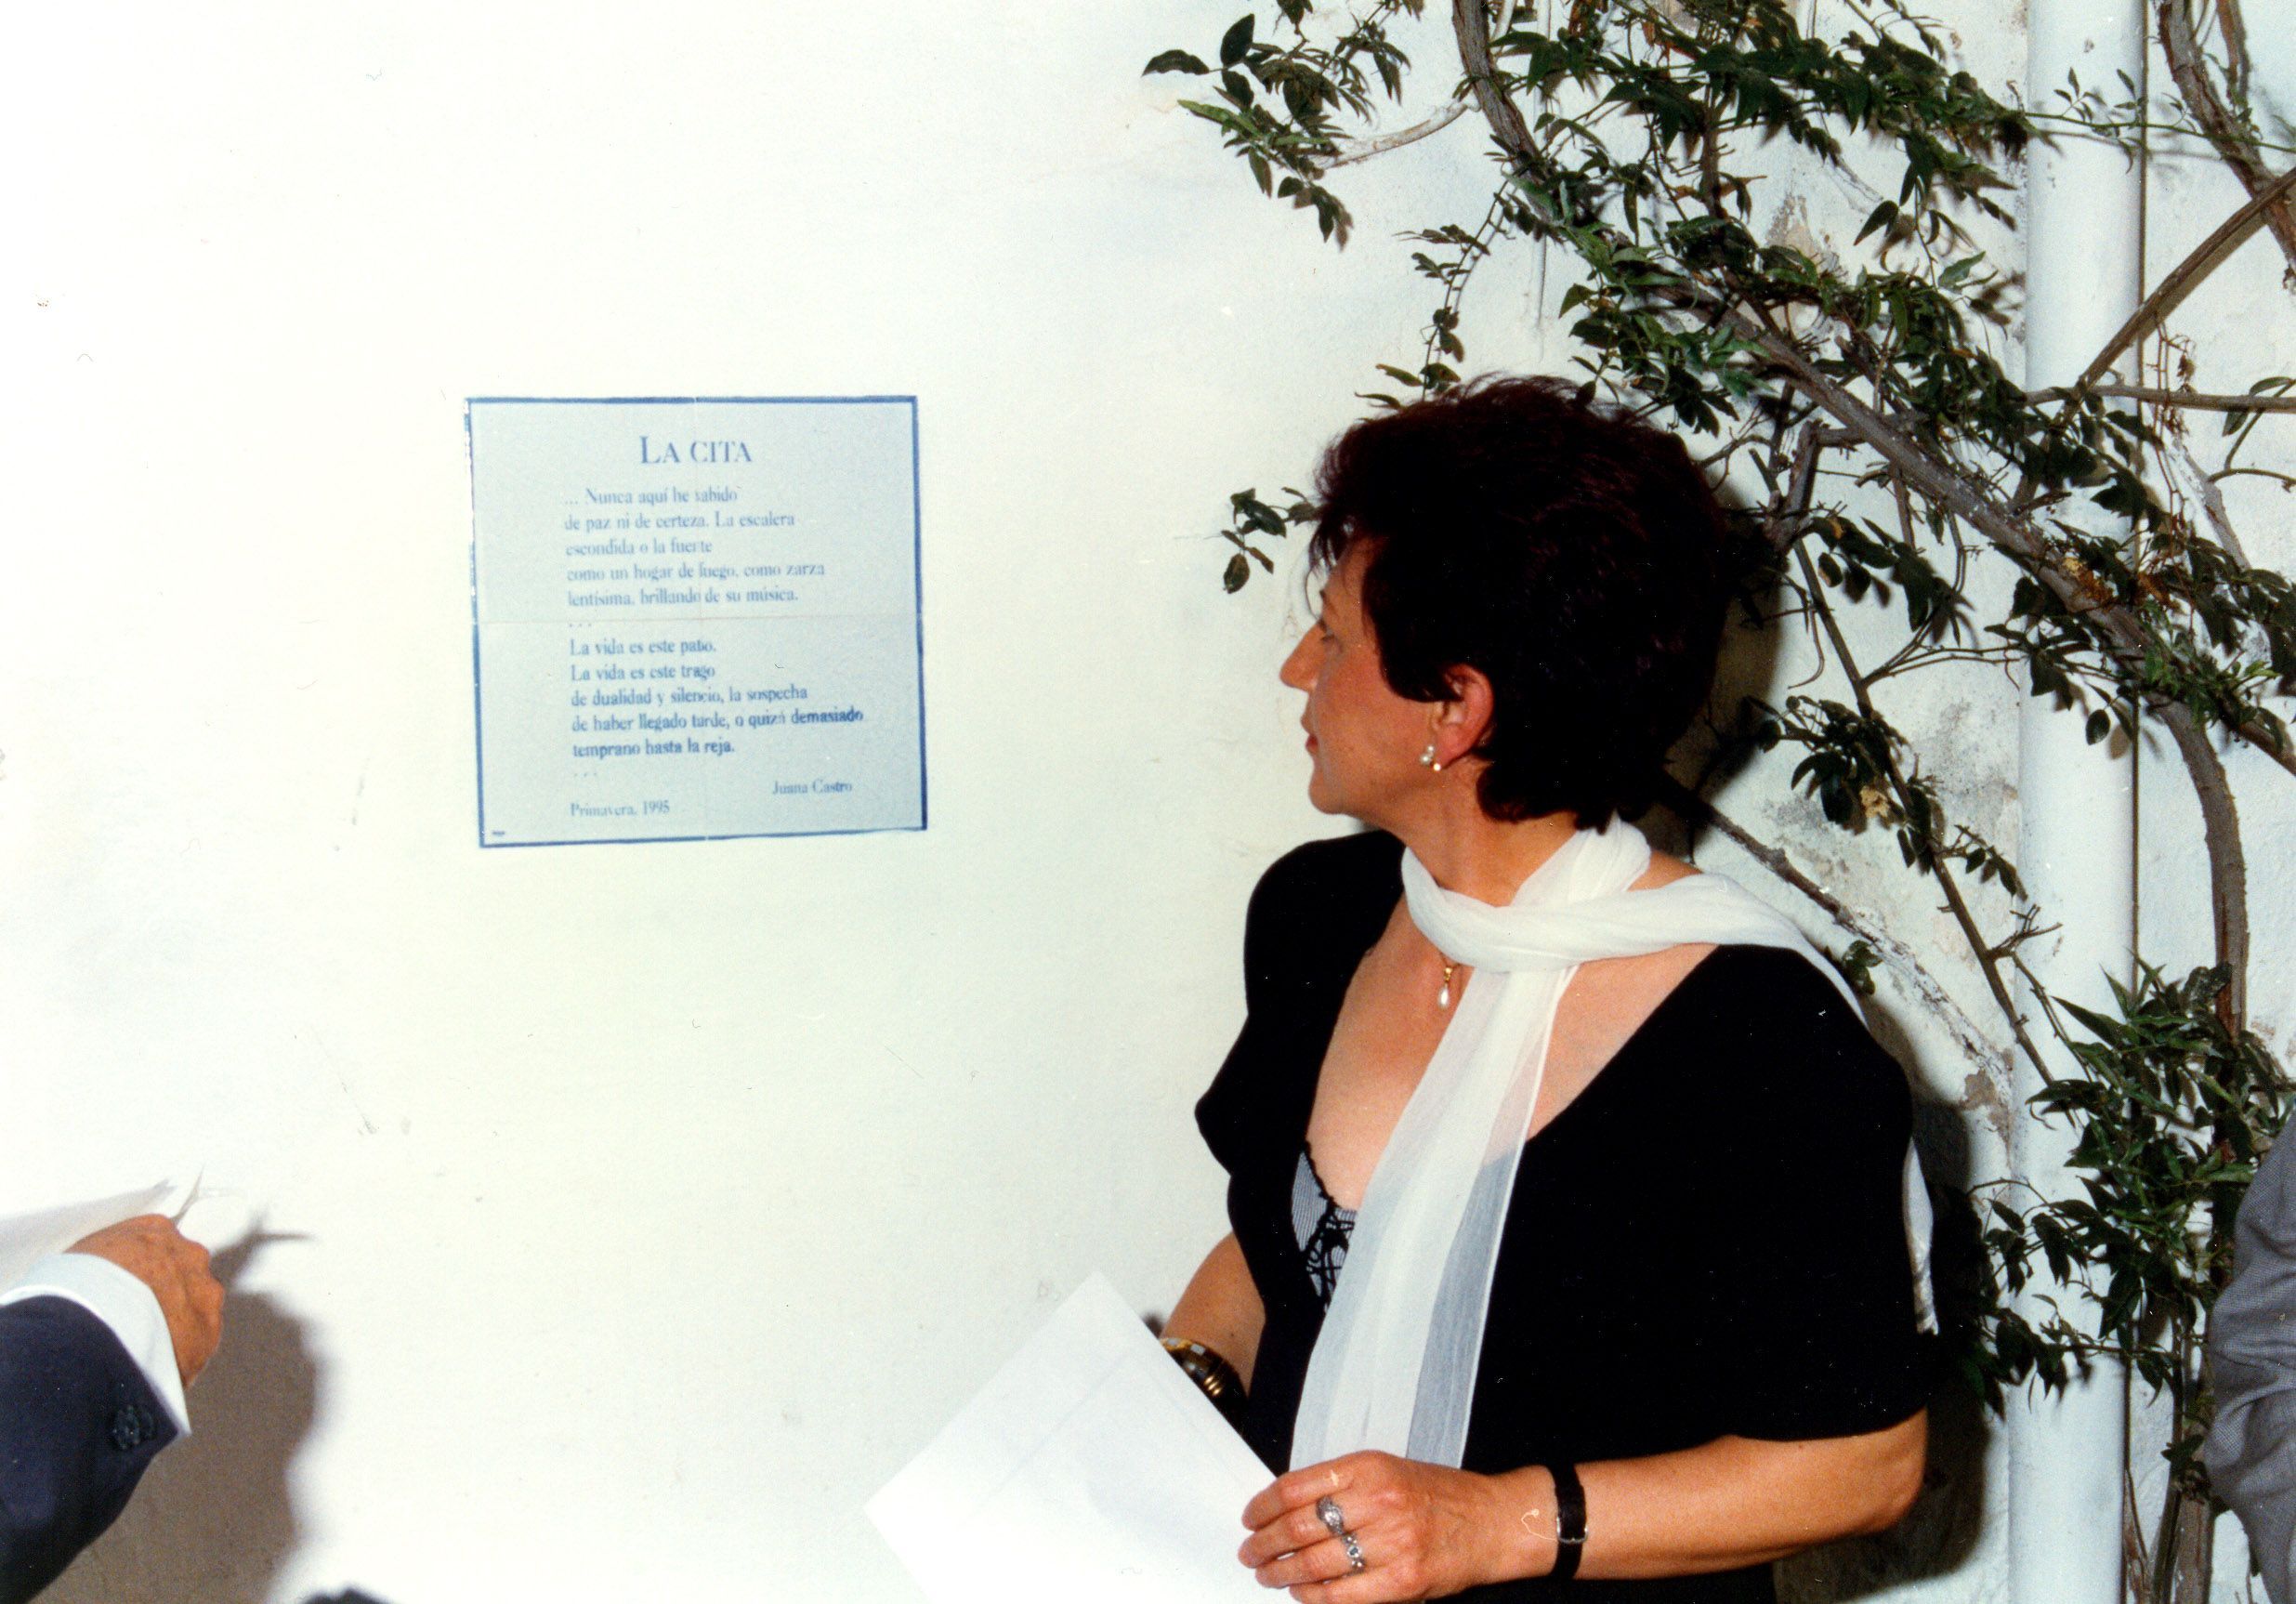 LA CITA
... Nunca aquí he sabido
de paz ni de certeza. La escalera
escondida o la fuerte
como un hogar de fuego, como zarza
lentísima, brillando de su música.
. . .
La vida es este patio.
La vida es este trago
de dualidad y silencio, la sospecha
de haber llegado tarde, o quizá demasiado
temprano hasta la reja.
. . .
Juana Castro
Primavera, 1995